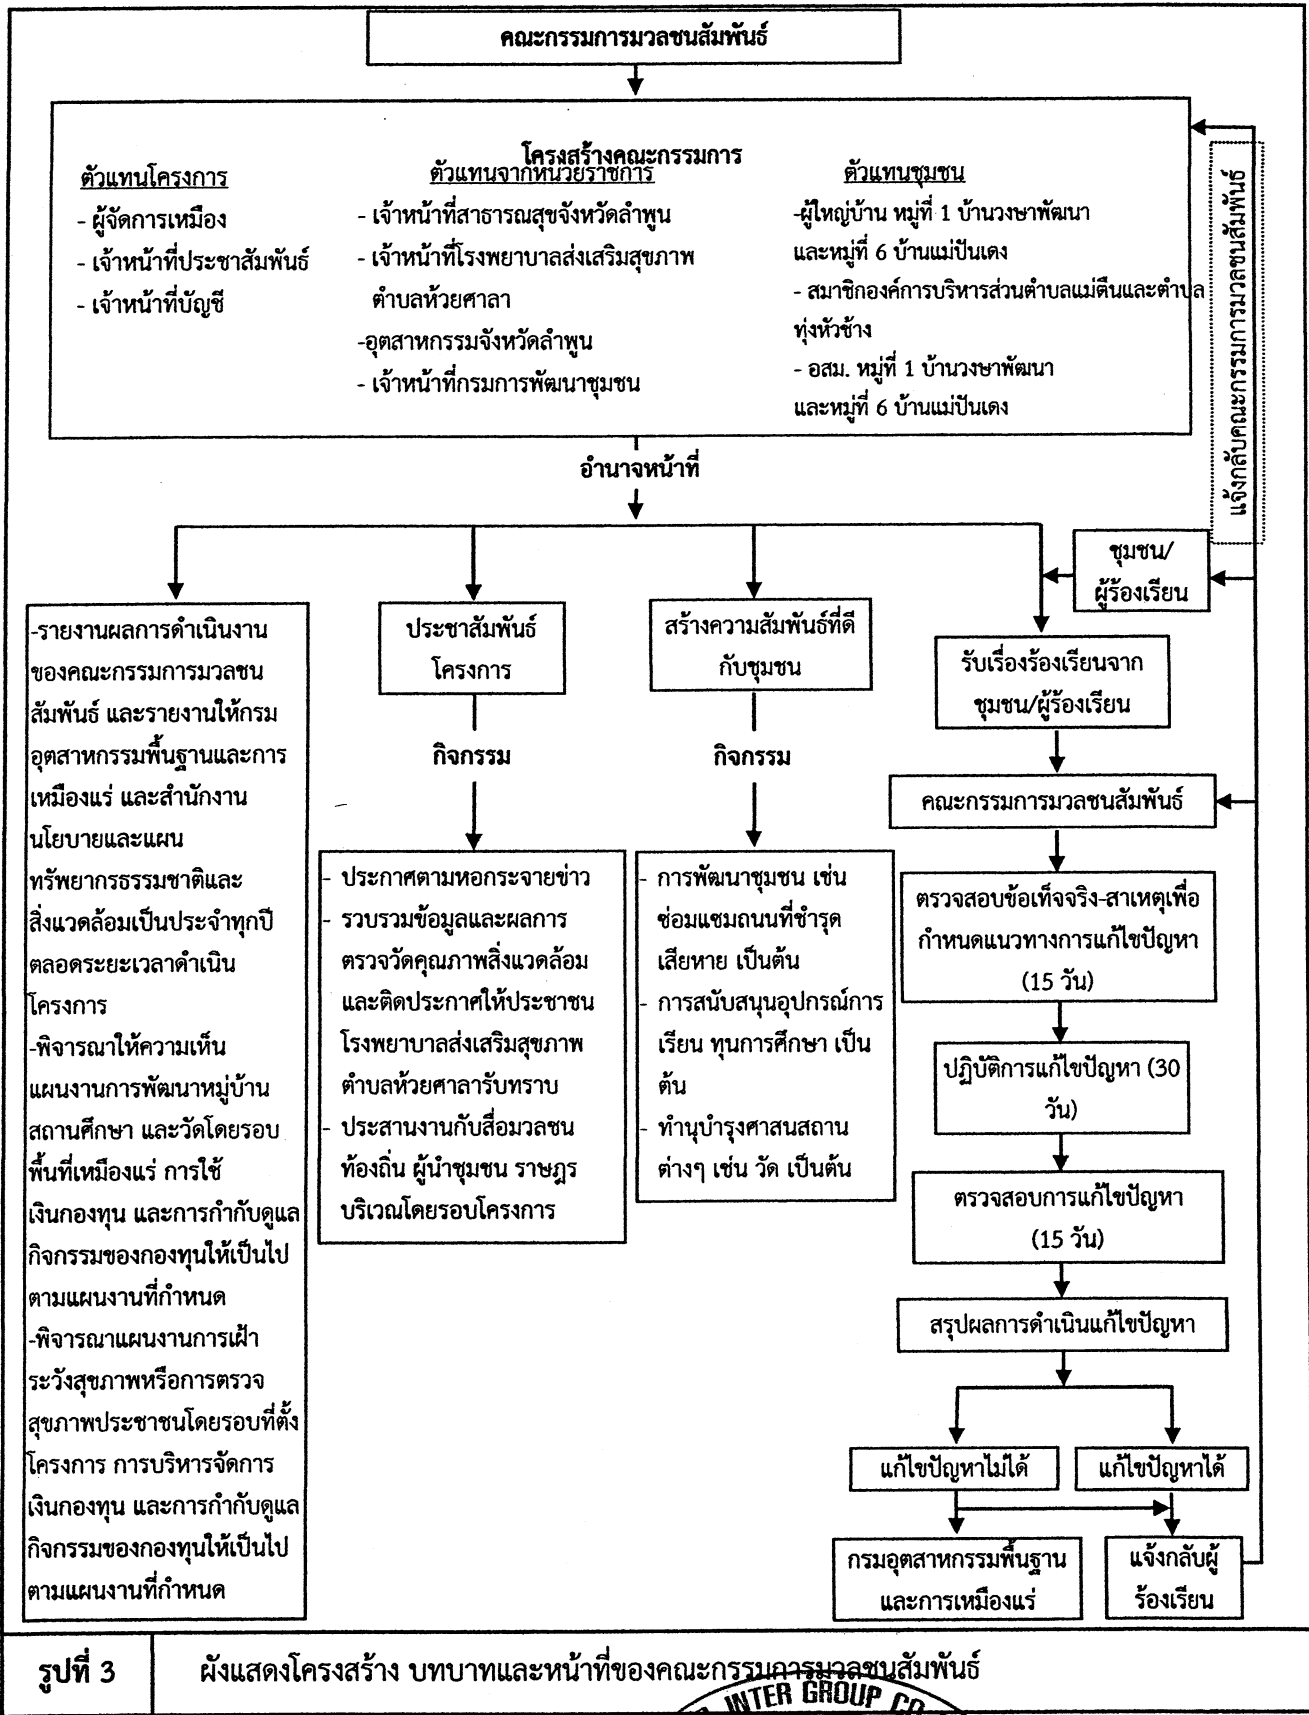 คณะกรรมการมวลชนสัมพันธ์
โครงสร้างคณะกรรมการ
ตัวแทนโครงการ
- ผู้จัดการเหมือง
- เจ้าหน้าที่ประชาสัมพันธ์
- เจ้าหน้าที่บัญชี
ตัวแทนจากหน่วยราชการ
- เจ้าหน้าที่สาธารณสุขจังหวัดลำพูน
- เจ้าหน้าที่โรงพยาบาลส่งเสริมสุขภาพ
ตำบลห้วยศาลา
-อุตสาหกรรมจังหวัดลำพูน
- เจ้าหน้าที่กรมการพัฒนาชุมชน
ตัวแทนชุมชน
-ผู้ใหญ่บ้าน หมู่ที่ 1 บ้านวงษาพัฒนา
และหมู่ที่ 6 บ้านแม่ปันเดง
- สมาชิกองค์การบริหารส่วนตำบลแม่ตืนและตำบล
ทุ่งหัวช้าง
- อสม. หมู่ที่ 1 บ้านวงษาพัฒนา
และหมู่ที่ 6 บ้านแม่ปันเดง
แจ้งกลับคณะกรรมการมวลชนสัมพันธ์
อำนาจหน้าที่
ชุมชน/
ผู้ร้องเรียน
-รายงานผลการดำเนินงาน
ของคณะกรรมการมวลชน
สัมพันธ์ และรายงานให้กรม
อุตสาหกรรมพื้นฐานและการ
เหมืองแร่ และสำนักงาน
นโยบายและแผน
ทรัพยากรธรรมชาติและ
สิ่งแวดล้อมเป็นประจำทุกปี
ตลอดระยะเวลาดำเนิน
โครงการ
-พิจารณาให้ความเห็น
แผนงานการพัฒนาหมู่บ้าน
สถานศึกษา และวัดโดยรอบ
พื้นที่เหมืองแร่ การใช้
เงินกองทุน และการกำกับดูแล
กิจกรรมของกองทุนให้เป็นไป
ตามแผนงานที่กำหนด
-พิจารณาแผนงานการเฝ้า
ระวังสุขภาพหรือการตรวจ
สุขภาพประชาชนโดยรอบที่ตั้ง
โครงการ การบริหารจัดการ
เงินกองทุน และการกำกับดูแล
กิจกรรมของกองทุนให้เป็นไป
ตามแผนงานที่กำหนด
ประชาสัมพันธ์
โครงการ
กิจกรรม
- ประกาศตามหอกระจายข่าว
- รวบรวมข้อมูลและผลการ
ตรวจวัดคุณภาพสิ่งแวดล้อม
และติดประกาศให้ประชาชน
โรงพยาบาลส่งเสริมสุขภาพ
ตำบลห้วยศาลารับทราบ
- ประสานงานกับสื่อมวลชน
ท้องถิ่น ผู้นำชุมชน ราษฎร
บริเวณโดยรอบโครงการ
สร้างความสัมพันธ์ที่ดี
กับชุมชน
กิจกรรม
- การพัฒนาชุมชน เช่น
ซ่อมแซมถนนที่ชำรุด
เสียหาย เป็นต้น
- การสนับสนุนอุปกรณ์การ
เรียน ทุนการศึกษา เป็น
ต้น
- ทำนุบำรุงศาสนสถาน
ต่างๆ เช่น วัด เป็นต้น
รับเรื่องร้องเรียนจาก
ชุมชน/ผู้ร้องเรียน
คณะกรรมการมวลชนสัมพันธ์
ตรวจสอบข้อเท็จจริง-สาเหตุเพื่อ
กำหนดแนวทางการแก้ไขปัญหา
(15 วัน)
ปฏิบัติการแก้ไขปัญหา (30
วัน)
ตรวจสอบการแก้ไขปัญหา
(15 วัน)
สรุปผลการดำเนินแก้ไขปัญหา
แก้ไขปัญหาไม่ได้
แก้ไขปัญหาได้
กรมอุตสาหกรรมพื้นฐาน
และการเหมืองแร่
แจ้งกลับผู้
ร้องเรียน
รูปที่ 3
ผังแสดงโครงสร้าง บทบาทและหน้าที่ของคณะกรรมการมวลชนสัมพันธ์
INTER GROUP CO